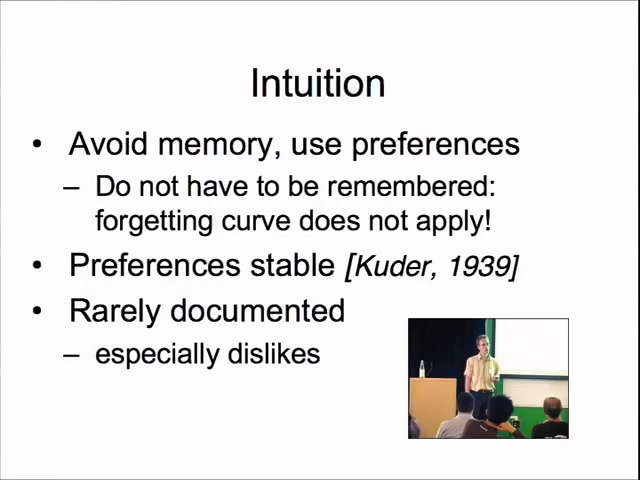 Intuition
• Avoid memory, use preferences
– Do not have to be remembered:
forgetting curve does not apply!
• Preferences stable [Kuder, 1939]
• Rarely documented
– especially dislikes